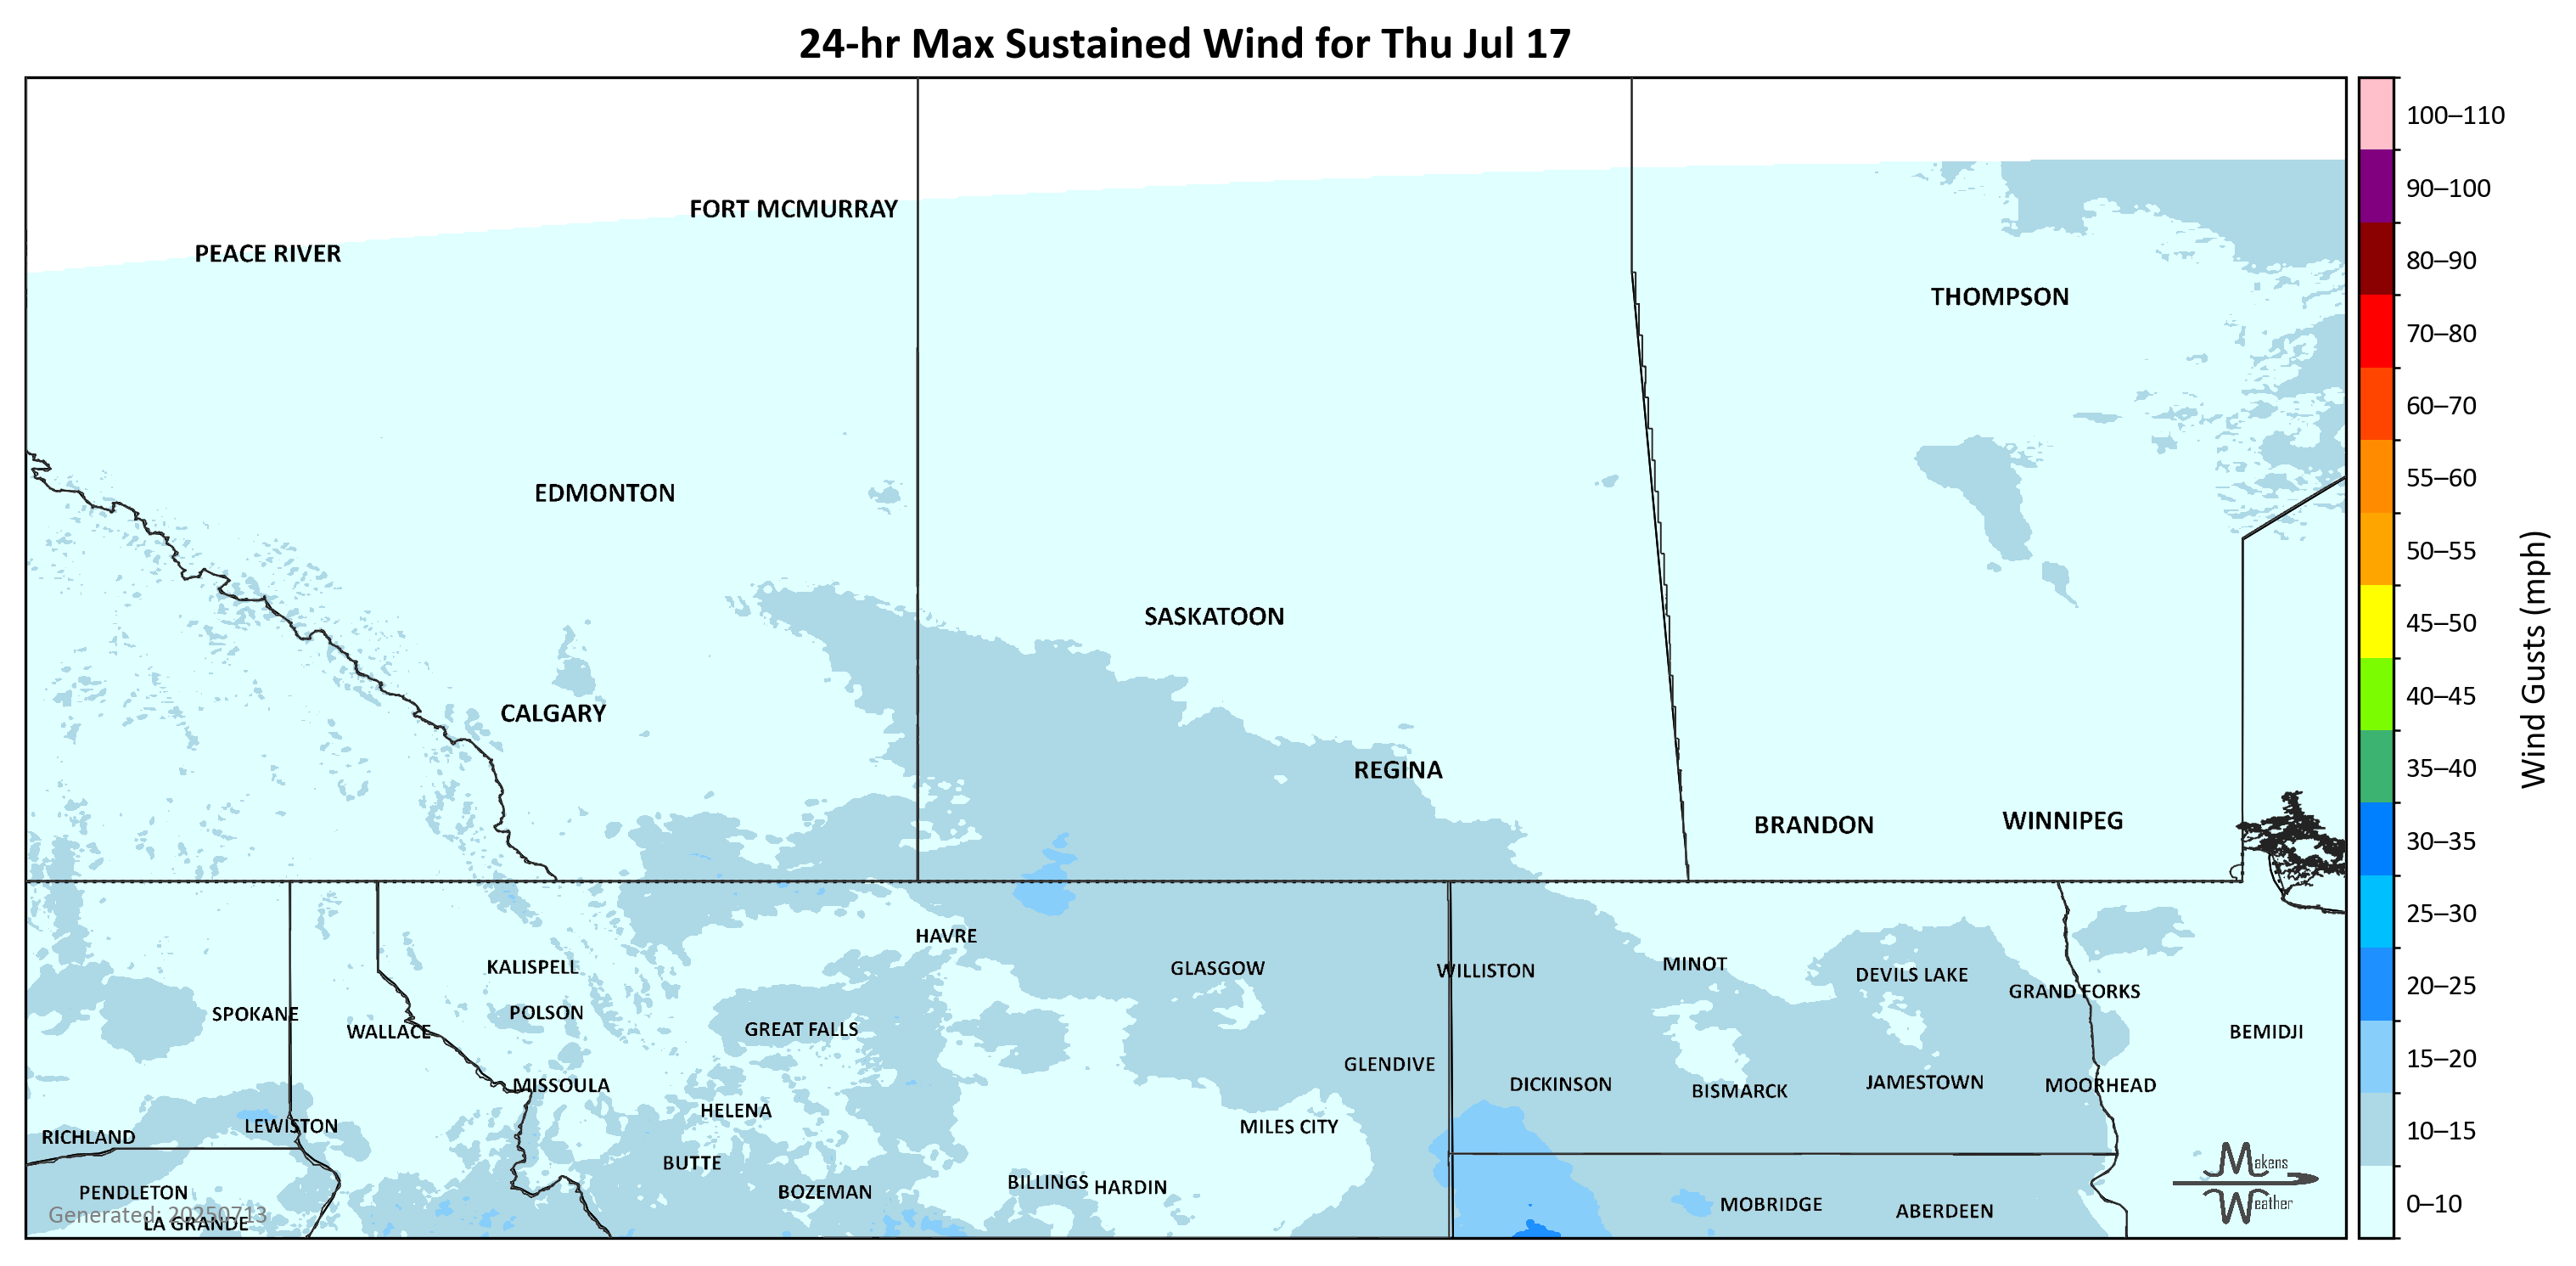 24-hr Max Sustained Wind for Thu Jul 17
FORT MCMURRAY
PEACE RIVER
THOMPSON
EDMONTON
SASKATOON
CALGARY
REGINA
BRANDON
WINNIPEG
HAVRE
KALISPELL
GLASGOW
WILLISTON
MINOT
DEVILS LAKE
GRAND FORKS
SPOKANE
POLSON
WALLACE
GREAT FALLS
BEMIDJI
GLENDIVE
MISSOULA
DICKINSON
BISMARCK
JAMESTOWN
MOORHEAD
HELENA
LEWISTON
MILES CITY
RICHLAND
BUTTE
BILLINGS
HARDIN
PENDLETON
BOZEMAN
MOBRIDGE
ABERDEEN
LA GRANDE
Generated: 20250713
Makens
Weather
100–110
90–100
80–90
70–80
60–70
55–60
50–55
45–50
40–45
35–40
30–35
25–30
20–25
15–20
10–15
0–10
Wind Gusts (mph)